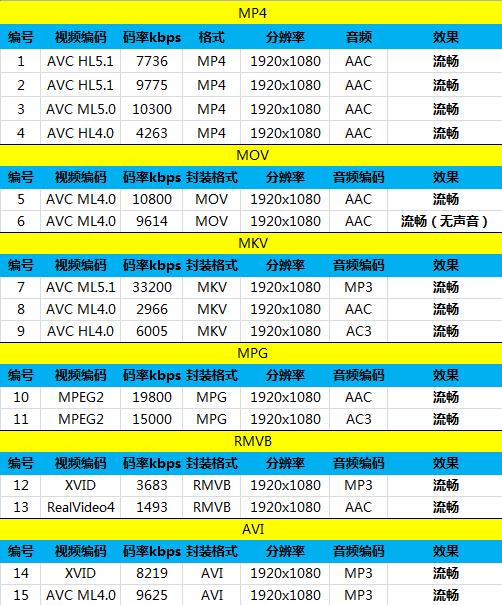 MP4
编号 视频编码 码率kbps 格式 分辨率 音频 效果
1 AVC HL5.1 7736 MP4 1920x1080 AAC 流畅
2 AVC HL5.1 9775 MP4 1920x1080 AAC 流畅
3 AVC ML5.0 10300 MP4 1920x1080 AAC 流畅
4 AVC HL4.0 4263 MP4 1920x1080 AAC 流畅
MOV
编号 视频编码 码率kbps 封装格式 分辨率 音频编码 效果
5 AVC ML4.0 10800 MOV 1920x1080 AAC 流畅
6 AVC ML4.0 9614 MOV 1920x1080 AAC 流畅（无声音）
MKV
编号 视频编码 码率kbps 封装格式 分辨率 音频编码 效果
7 AVC ML5.1 33200 MKV 1920x1080 MP3 流畅
8 AVC ML4.0 2966 MKV 1920x1080 AAC 流畅
9 AVC HL4.0 6005 MKV 1920x1080 AC3 流畅
MPG
编号 视频编码 码率kbps 封装格式 分辨率 音频编码 效果
10 MPEG2 19800 MPG 1920x1080 AAC 流畅
11 MPEG2 15000 MPG 1920x1080 AC3 流畅
RMVB
编号 视频编码 码率kbps 封装格式 分辨率 音频编码 效果
12 XVID 3683 RMVB 1920x1080 MP3 流畅
13 RealVideo4 1493 RMVB 1920x1080 AAC 流畅
AVI
编号 视频编码 码率kbps 封装格式 分辨率 音频编码 效果
14 XVID 8219 AVI 1920x1080 MP3 流畅
15 AVC ML4.0 9625 AVI 1920x1080 MP3 流畅